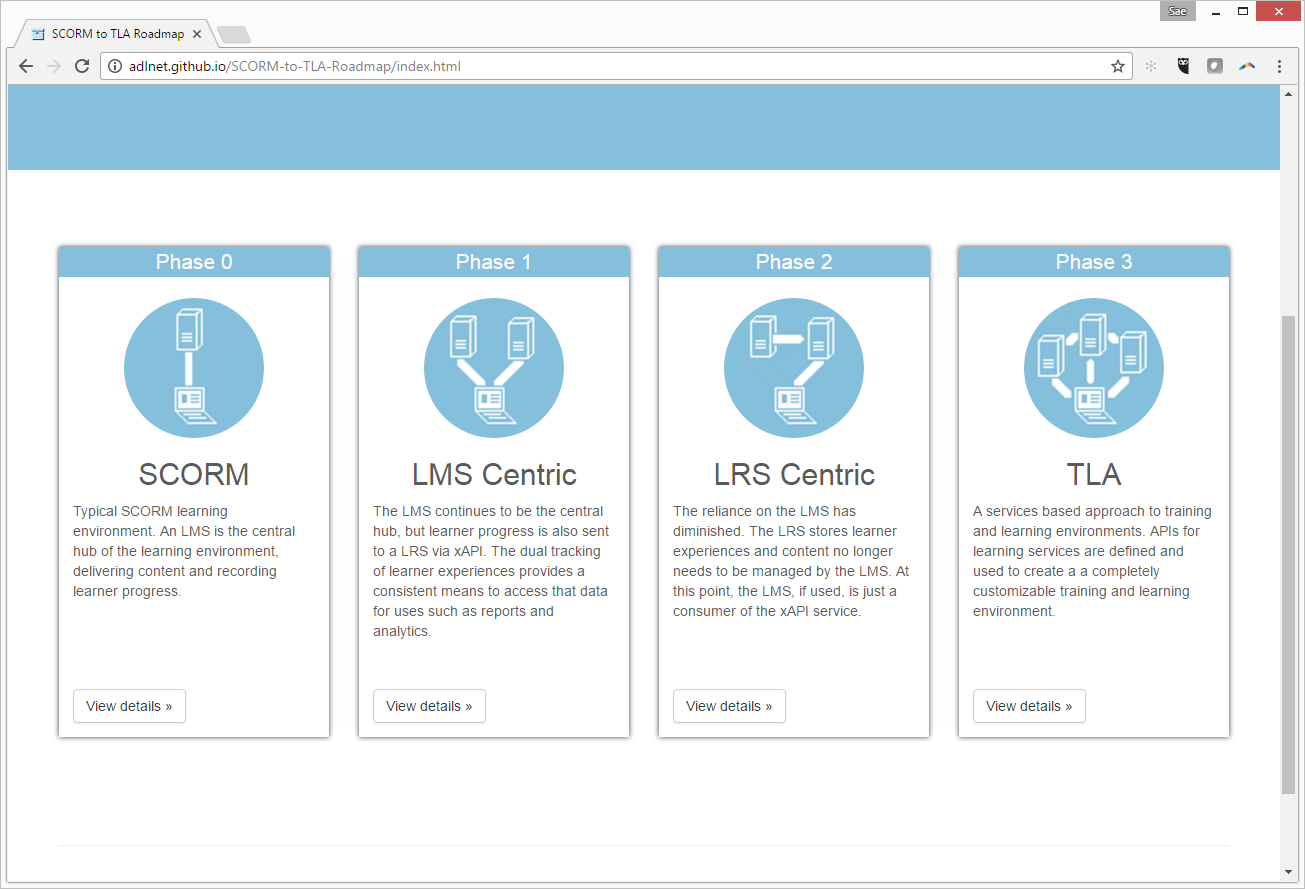 Sae
SCORM to TLA Roadmap
adlnet.github.io/SCORM-to-TLA-Roadmap/index.html
Phase 0
SCORM
Typical SCORM learning
environment. An LMS is the central
hub of the learning environment,
delivering content and recording
learner progress.
View details »
Phase 1
LMS Centric
The LMS continues to be the central
hub, but learner progress is also sent
to a LRS via xAPI. The dual tracking
of learner experiences provides a
consistent means to access that data
for uses such as reports and
analytics.
View details »
Phase 2
LRS Centric
The reliance on the LMS has
diminished. The LRS stores learner
experiences and content no longer
needs to be managed by the LMS. At
this point, the LMS, if used, is just a
consumer of the xAPI service.
View details »
Phase 3
TLA
A services based approach to training
and learning environments. APIs for
learning services are defined and
used to create a a completely
customizable training and learning
environment.
View details »